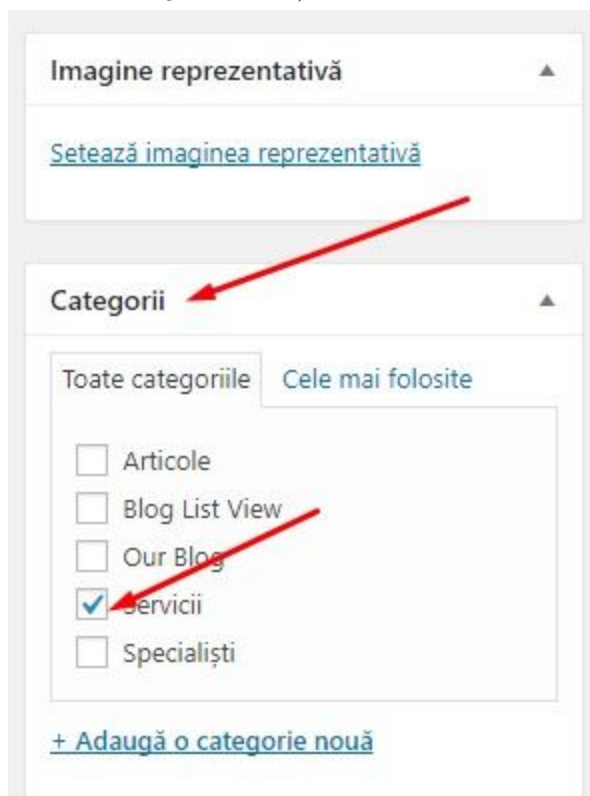 Imagine reprezentativă
Setează imaginea reprezentativă
Categorii
Toate categoriile Cele mai folosite
Articole
Blog List View
Our Blog
Servicii
Specialiști
+ Adaugă o categorie nouă